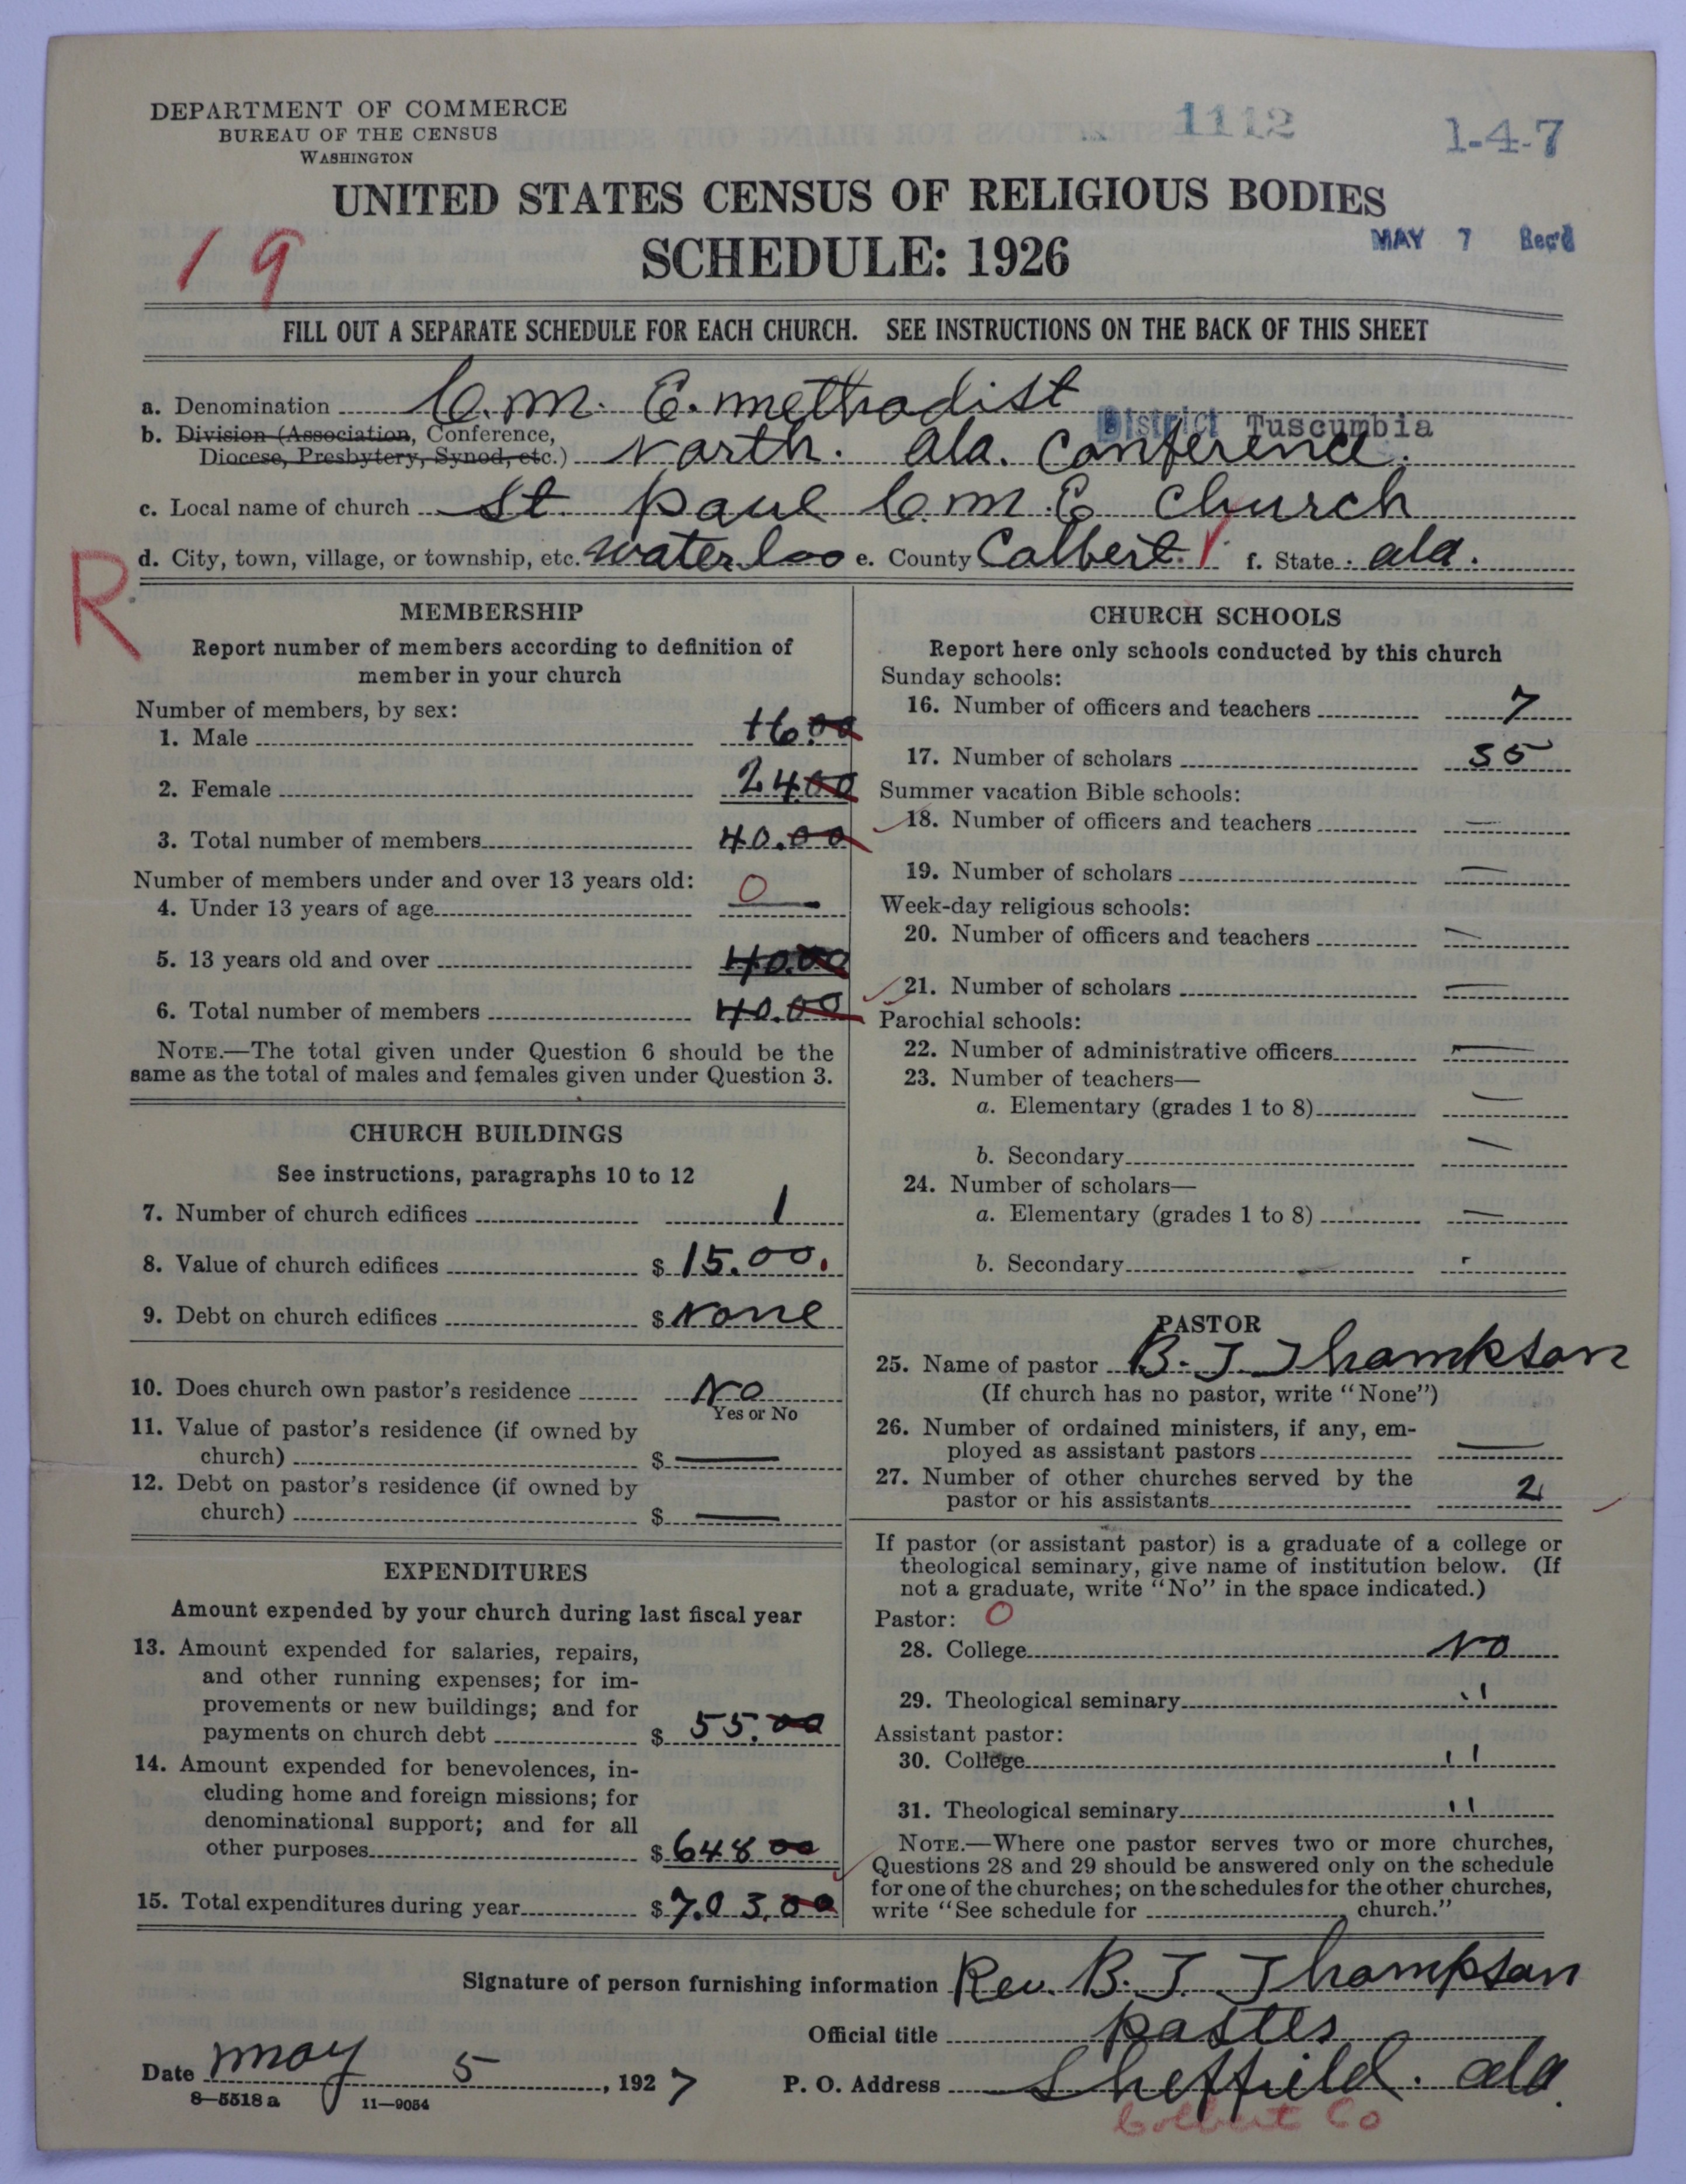 DEPARTMENT OF COMMERCE
BUREAU OF THE CENSUS
WASHINGTON
1112
1-4-7
UNITED STATES CENSUS OF RELIGIOUS BODIES
SCHEDULE: 1926
MAY 7 Rec'd
19
FILL OUT A SEPARATE SCHEDULE FOR EACH CHURCH. SEE INSTRUCTIONS ON THE BACK OF THIS SHEET
a. Denomination C.M.E. Methodist
District Tuscumbia
b. Division (Association, Conference,
Diocese, Presbytery, Synod, etc.) North. Ala. Conference.
c. Local name of church St. Paul C.M.E Church
d. City, town, village, or township, etc. Waterloo e. County Colbert. f. State Ala.
R
MEMBERSHIP
Report number of members according to definition of
member in your church
Number of members, by sex:
1. Male 16.00
2. Female 24.00
3. Total number of members 40.00
Number of members under and over 13 years old:
4. Under 13 years of age 0
5. 13 years old and over 40.00
6. Total number of members 40.00
NOTE.—The total given under Question 6 should be the
same as the total of males and females given under Question 3.
CHURCH BUILDINGS
See instructions, paragraphs 10 to 12
7. Number of church edifices 1
8. Value of church edifices $ 15.00.
9. Debt on church edifices $ None
10. Does church own pastor's residence No
Yes or No
11. Value of pastor's residence (if owned by
church) $ —
12. Debt on pastor's residence (if owned by
church) $ —
EXPENDITURES
Amount expended by your church during last fiscal year
13. Amount expended for salaries, repairs,
and other running expenses; for im-
provements or new buildings; and for
payments on church debt $ 55.00
14. Amount expended for benevolences, in-
cluding home and foreign missions; for
denominational support; and for all
other purposes $ 648 00
15. Total expenditures during year $ 703.00
CHURCH SCHOOLS
Report here only schools conducted by this church
Sunday schools:
16. Number of officers and teachers 7
17. Number of scholars 35
Summer vacation Bible schools:
18. Number of officers and teachers —
19. Number of scholars —
Week-day religious schools:
20. Number of officers and teachers —
21. Number of scholars —
Parochial schools:
22. Number of administrative officers —
23. Number of teachers—
a. Elementary (grades 1 to 8) —
b. Secondary —
24. Number of scholars—
a. Elementary (grades 1 to 8) —
b. Secondary
PASTOR
25. Name of pastor B. J Thomkson
(If church has no pastor, write "None")
26. Number of ordained ministers, if any, em-
ployed as assistant pastors —
27. Number of other churches served by the
pastor or his assistants 2
If pastor (or assistant pastor) is a graduate of a college or
theological seminary, give name of institution below. (If
not a graduate, write "No" in the space indicated.)
Pastor: 0
28. College No
29. Theological seminary "
Assistant pastor:
30. College "
31. Theological seminary "
NOTE.—Where one pastor serves two or more churches,
Questions 28 and 29 should be answered only on the schedule
for one of the churches; on the schedules for the other churches,
write "See schedule for church."
Signature of person furnishing information Rev. B. J. Thompson
Official title Paster
Date May 5, 1927
P. O. Address Sheffield. Ala.
8—5518 a 11—9054
Colbert Co